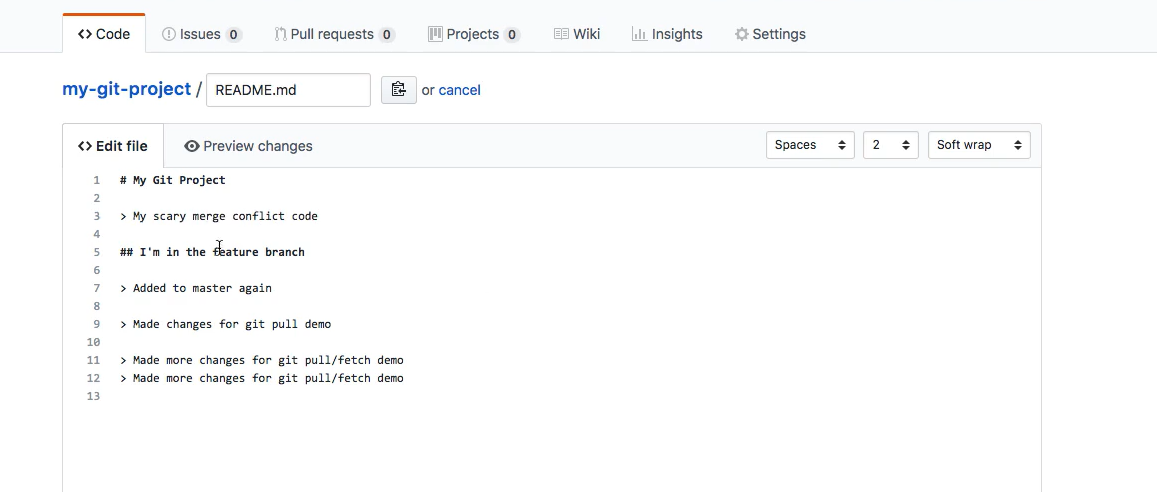 Code Issues 0 Pull requests 0 Projects 0 Wiki Insights Settings
my-git-project / README.md or cancel
Edit file Preview changes Spaces 2 Soft wrap
1 # My Git Project
2
3 > My scary merge conflict code
4
5 ## I'm in the feature branch
6
7 > Added to master again
8
9 > Made changes for git pull demo
10
11 > Made more changes for git pull/fetch demo
12 > Made more changes for git pull/fetch demo
13